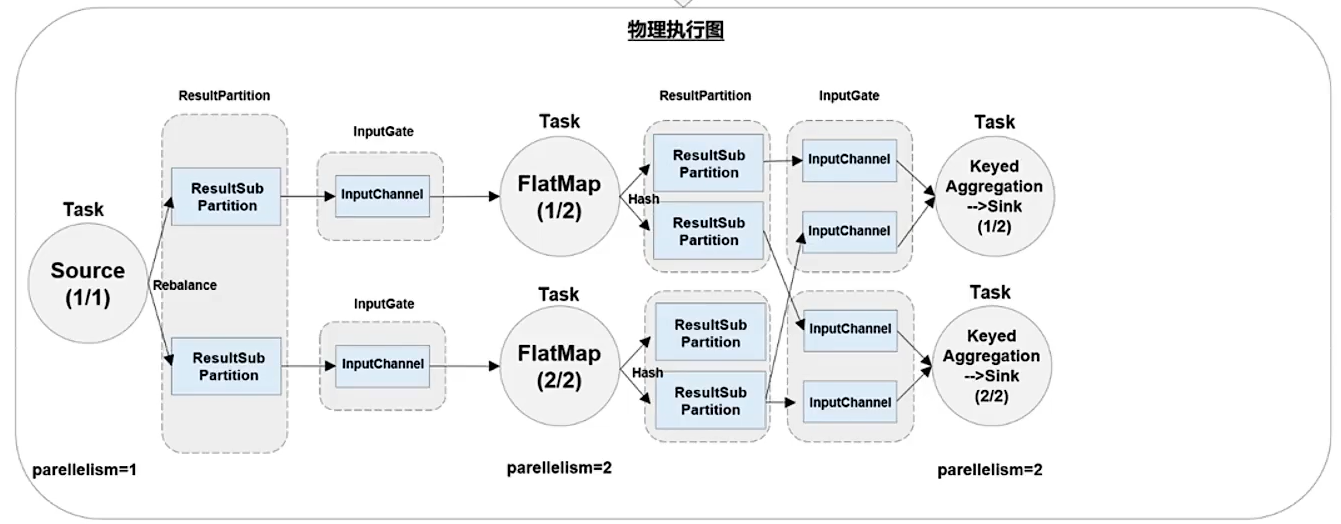 物理执行图
ResultPartition
ResultPartition
InputGate
InputGate
Task
Task
ResultSub
Partition
InputChannel
FlatMap
(1/2)
Hash
ResultSub
Partition
ResultSub
Partition
InputChannel
InputChannel
Keyed
Aggregation
-->Sink
(1/2)
Task
Source
(1/1)
Rebalance
InputGate
Task
Task
ResultSub
Partition
InputChannel
FlatMap
(2/2)
Hash
ResultSub
Partition
ResultSub
Partition
InputChannel
InputChannel
Keyed
Aggregation
-->Sink
(2/2)
parellelism=1
parellelism=2
parellelism=2